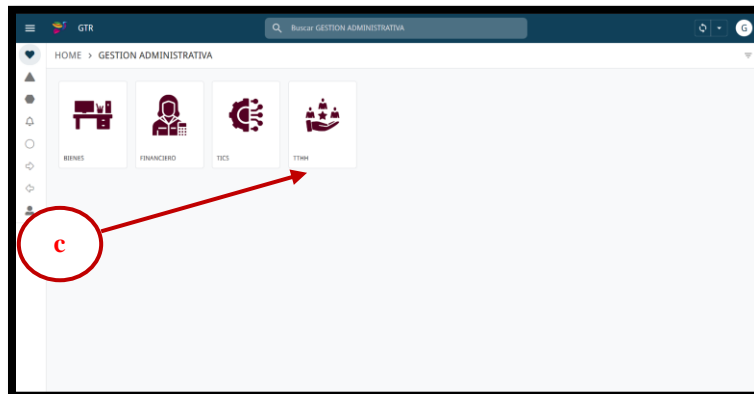 GTR
Buscar GESTION ADMINISTRATIVA
G
HOME > GESTION ADMINISTRATIVA
BIENES
FINANCIERO
TICS
TTHH
c